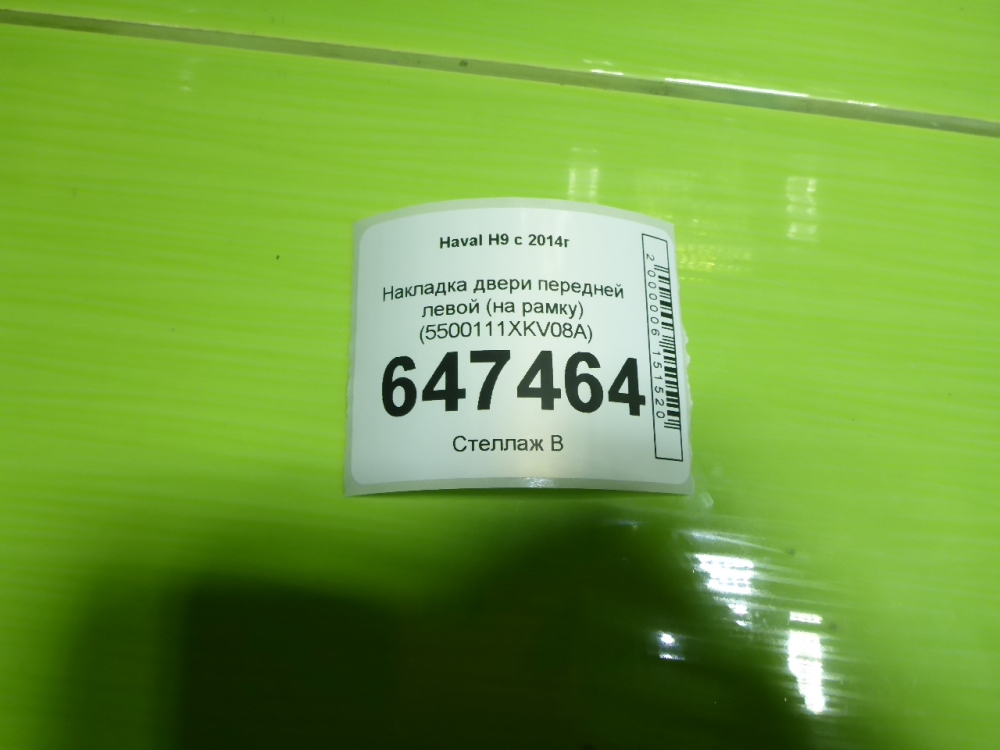 Haval H9 с 2014г
Накладка двери передней
левой (на рамку)
(5500111XKV08A)
647464
Стеллаж В
2000006151520